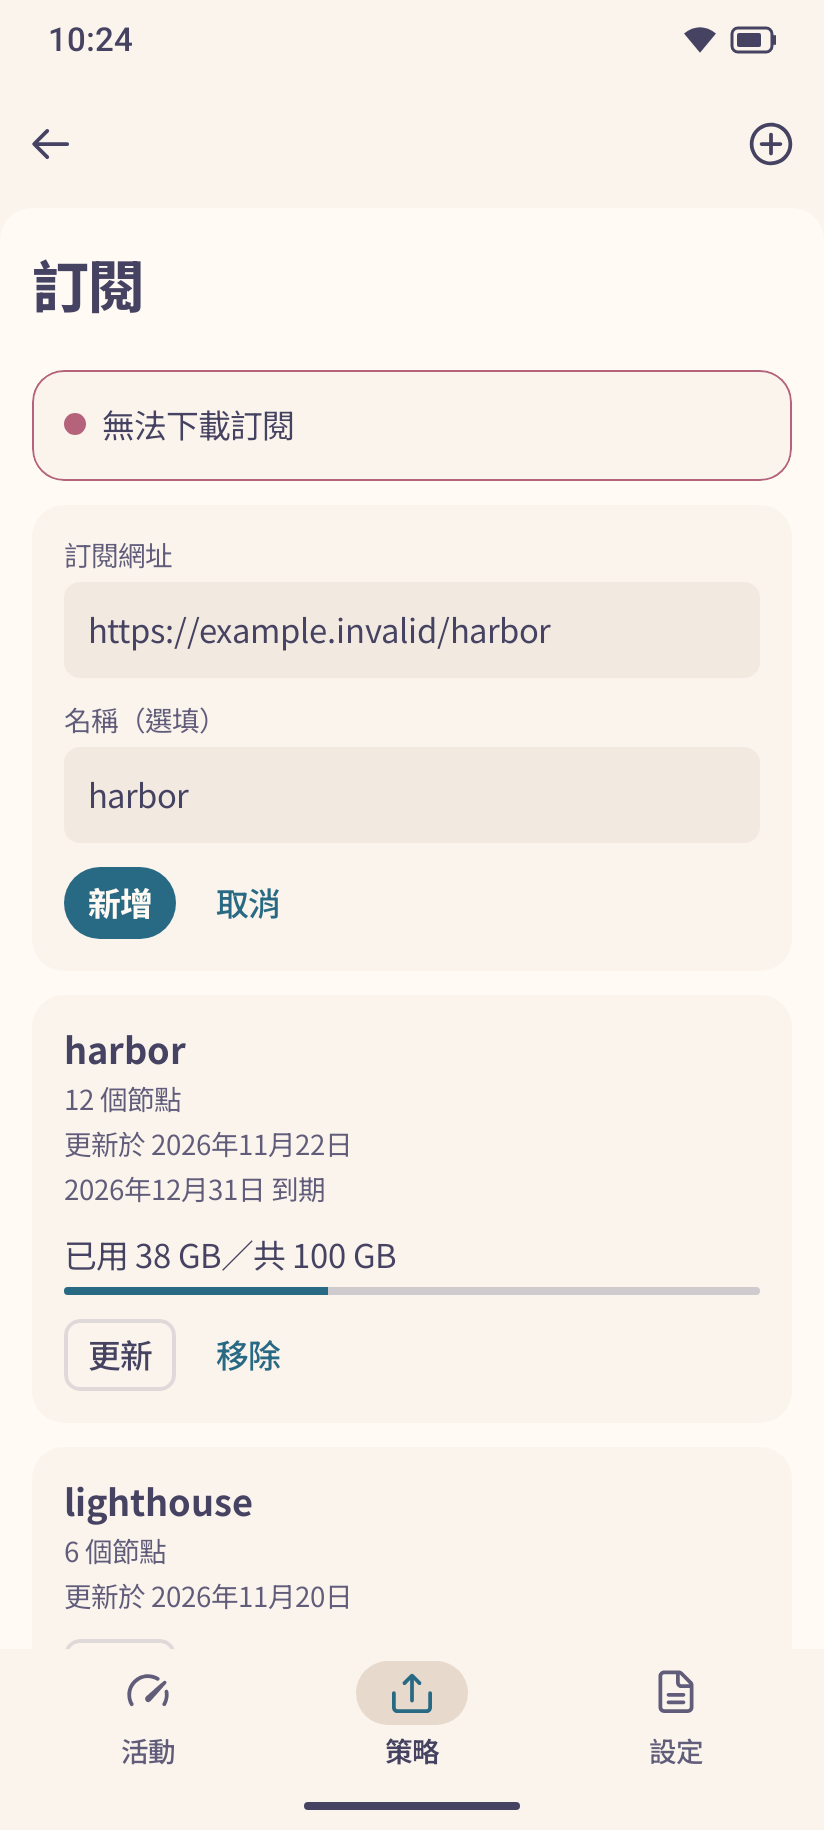 10:24
訂閱
無法下載訂閱
訂閱網址
https://example.invalid/harbor
名稱（選填）
harbor
新增
取消
harbor
12 個節點
更新於 2026年11月22日
2026年12月31日 到期
已用 38 GB／共 100 GB
更新
移除
lighthouse
6 個節點
更新於 2026年11月20日
活動
策略
設定